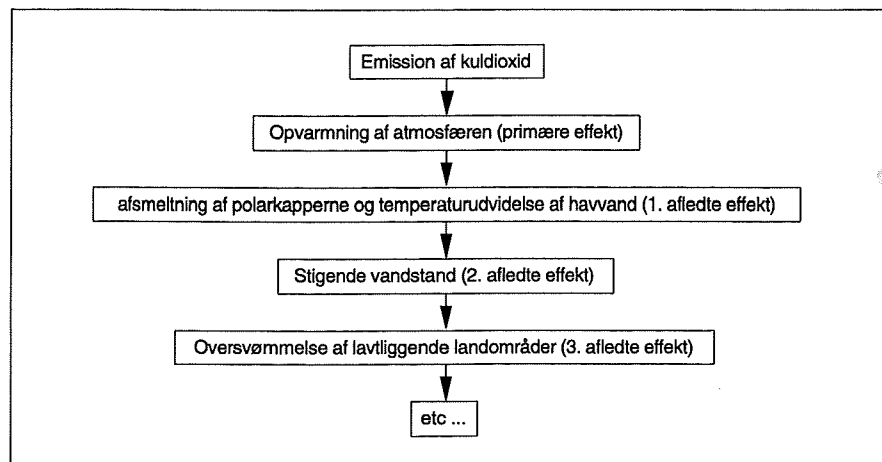 Emission af kuldioxid
Opvarmning af atmosfæren (primære effekt)
afsmeltning af polarkapperne og temperaturudvidelse af havvand (1. afledte effekt)
Stigende vandstand (2. afledte effekt)
Oversvømmelse af lavtliggende landområder (3. afledte effekt)
etc ...